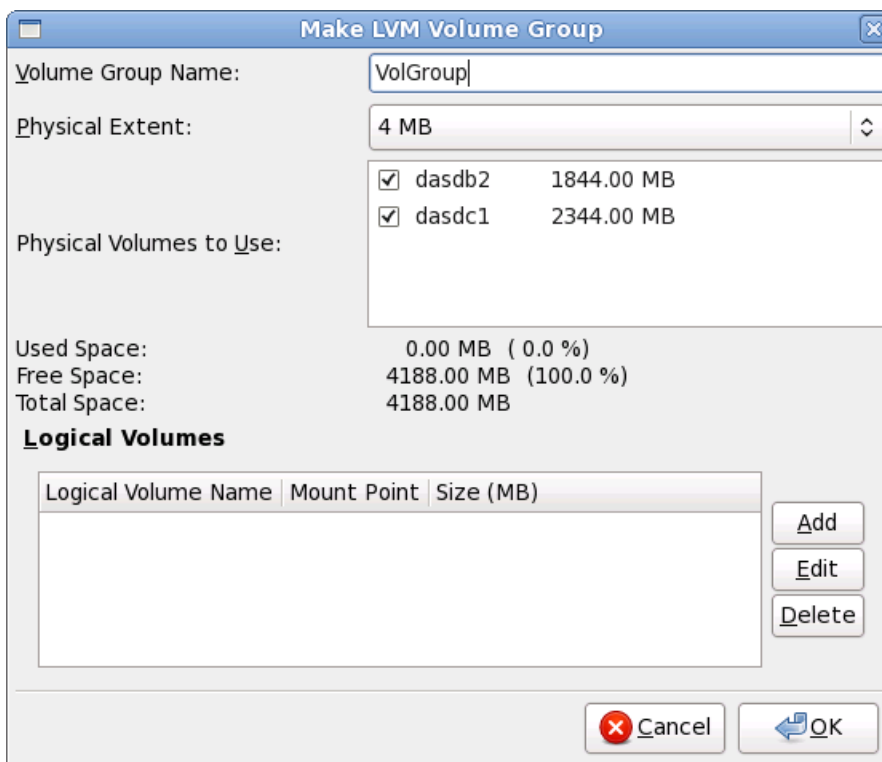 Make LVM Volume Group
Volume Group Name: VolGroup
Physical Extent: 4 MB
Physical Volumes to Use:
dasdb2 1844.00 MB
dasdc1 2344.00 MB
Used Space: 0.00 MB ( 0.0 %)
Free Space: 4188.00 MB (100.0 %)
Total Space: 4188.00 MB
Logical Volumes
Logical Volume Name Mount Point Size (MB)
Add
Edit
Delete
Cancel OK